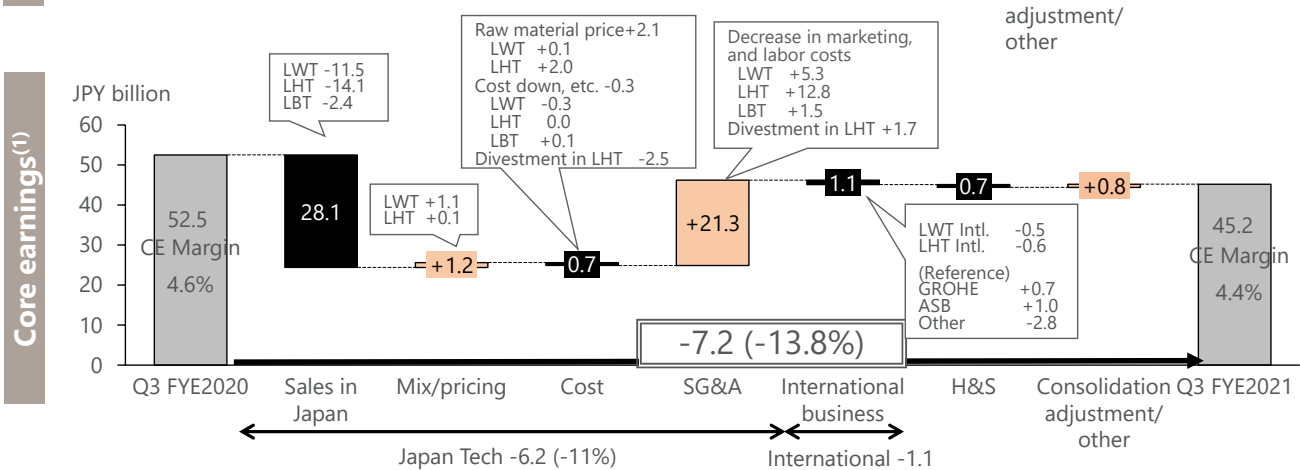 adjustment/
other
Core earnings(1)
JPY billion
60
50
40
30
20
10
0
52.5
CE Margin
4.6%
LWT -11.5
LHT -14.1
LBT -2.4
28.1
LWT +1.1
LHT +0.1
+1.2
Raw material price+2.1
LWT +0.1
LHT +2.0
Cost down, etc. -0.3
LWT -0.3
LHT 0.0
LBT +0.1
Divestment in LHT -2.5
0.7
Decrease in marketing,
and labor costs
LWT +5.3
LHT +12.8
LBT +1.5
Divestment in LHT +1.7
+21.3
1.1
LWT Intl. -0.5
LHT Intl. -0.6
(Reference)
GROHE +0.7
ASB +1.0
Other -2.8
0.7
+0.8
45.2
CE Margin
4.4%
-7.2 (-13.8%)
Q3 FYE2020
Sales in
Japan
Mix/pricing
Cost
SG&A
International
business
H&S
Consolidation
adjustment/
other
Q3 FYE2021
Japan Tech -6.2 (-11%)
International -1.1